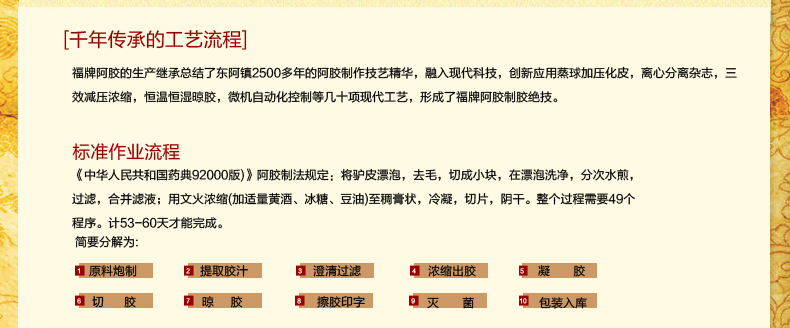 [千年传承的工艺流程]
福牌阿胶的生产继承总结了东阿镇2500多年的阿胶制作技艺精华，融入现代科技，创新应用蒸球加压化皮，离心分离杂志，三
效减压浓缩，恒温恒湿晾胶，微机自动化控制等几十项现代工艺，形成了福牌阿胶制胶绝技。
标准作业流程
《中华人民共和国药典92000版)》阿胶制法规定；将驴皮漂泡，去毛，切成小块，在漂泡洗净，分次水煎，
过滤，合并滤液；用文火浓缩(加适量黄酒、冰糖、豆油)至稠膏状，冷凝，切片，阴干。整个过程需要49个
程序。计53-60天才能完成。
简要分解为:
1 原料炮制 2 提取胶汁 3 澄清过滤 4 浓缩出胶 5 凝 胶
6 切 胶 7 晾 胶 8 擦胶印字 9 灭 菌 10 包装入库